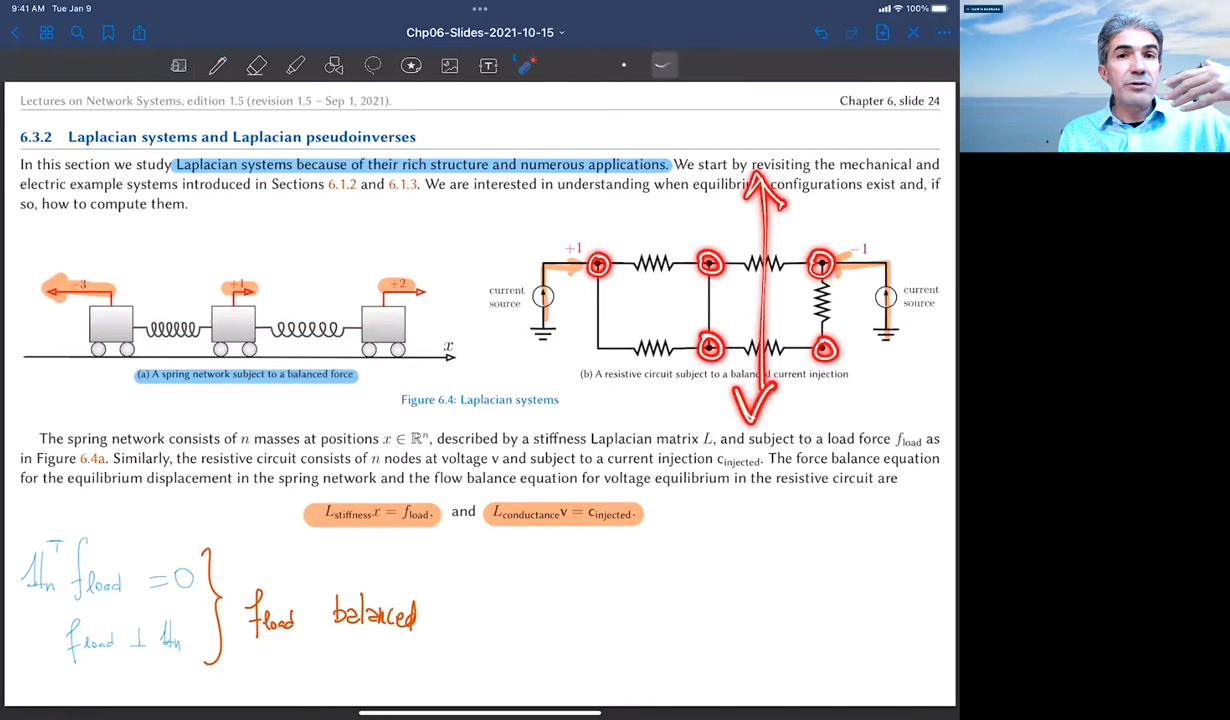 9:41 AM Tue Jan 9
100%
Chp06-Slides-2021-10-15
Lectures on Network Systems, edition 1.5 (revision 1.5 – Sep 1, 2021).
Chapter 6, slide 24
6.3.2 Laplacian systems and Laplacian pseudoinverses
In this section we study Laplacian systems because of their rich structure and numerous applications. We start by revisiting the mechanical and
electric example systems introduced in Sections 6.1.2 and 6.1.3. We are interested in understanding when equilibrium configurations exist and, if
so, how to compute them.
−3
+1
+2
x
(a) A spring network subject to a balanced force
+1
−1
current
source
current
source
(b) A resistive circuit subject to a balanced current injection
Figure 6.4: Laplacian systems
The spring network consists of n masses at positions x ∈ ℝⁿ, described by a stiffness Laplacian matrix L, and subject to a load force f_load as
in Figure 6.4a. Similarly, the resistive circuit consists of n nodes at voltage v and subject to a current injection c_injected. The force balance equation
for the equilibrium displacement in the spring network and the flow balance equation for voltage equilibrium in the resistive circuit are
L_stiffness x = f_load, and L_conductance v = c_injected.
𝟙ₙᵀ f_load = 0
f_load ⊥ 𝟙ₙ
f_load balanced